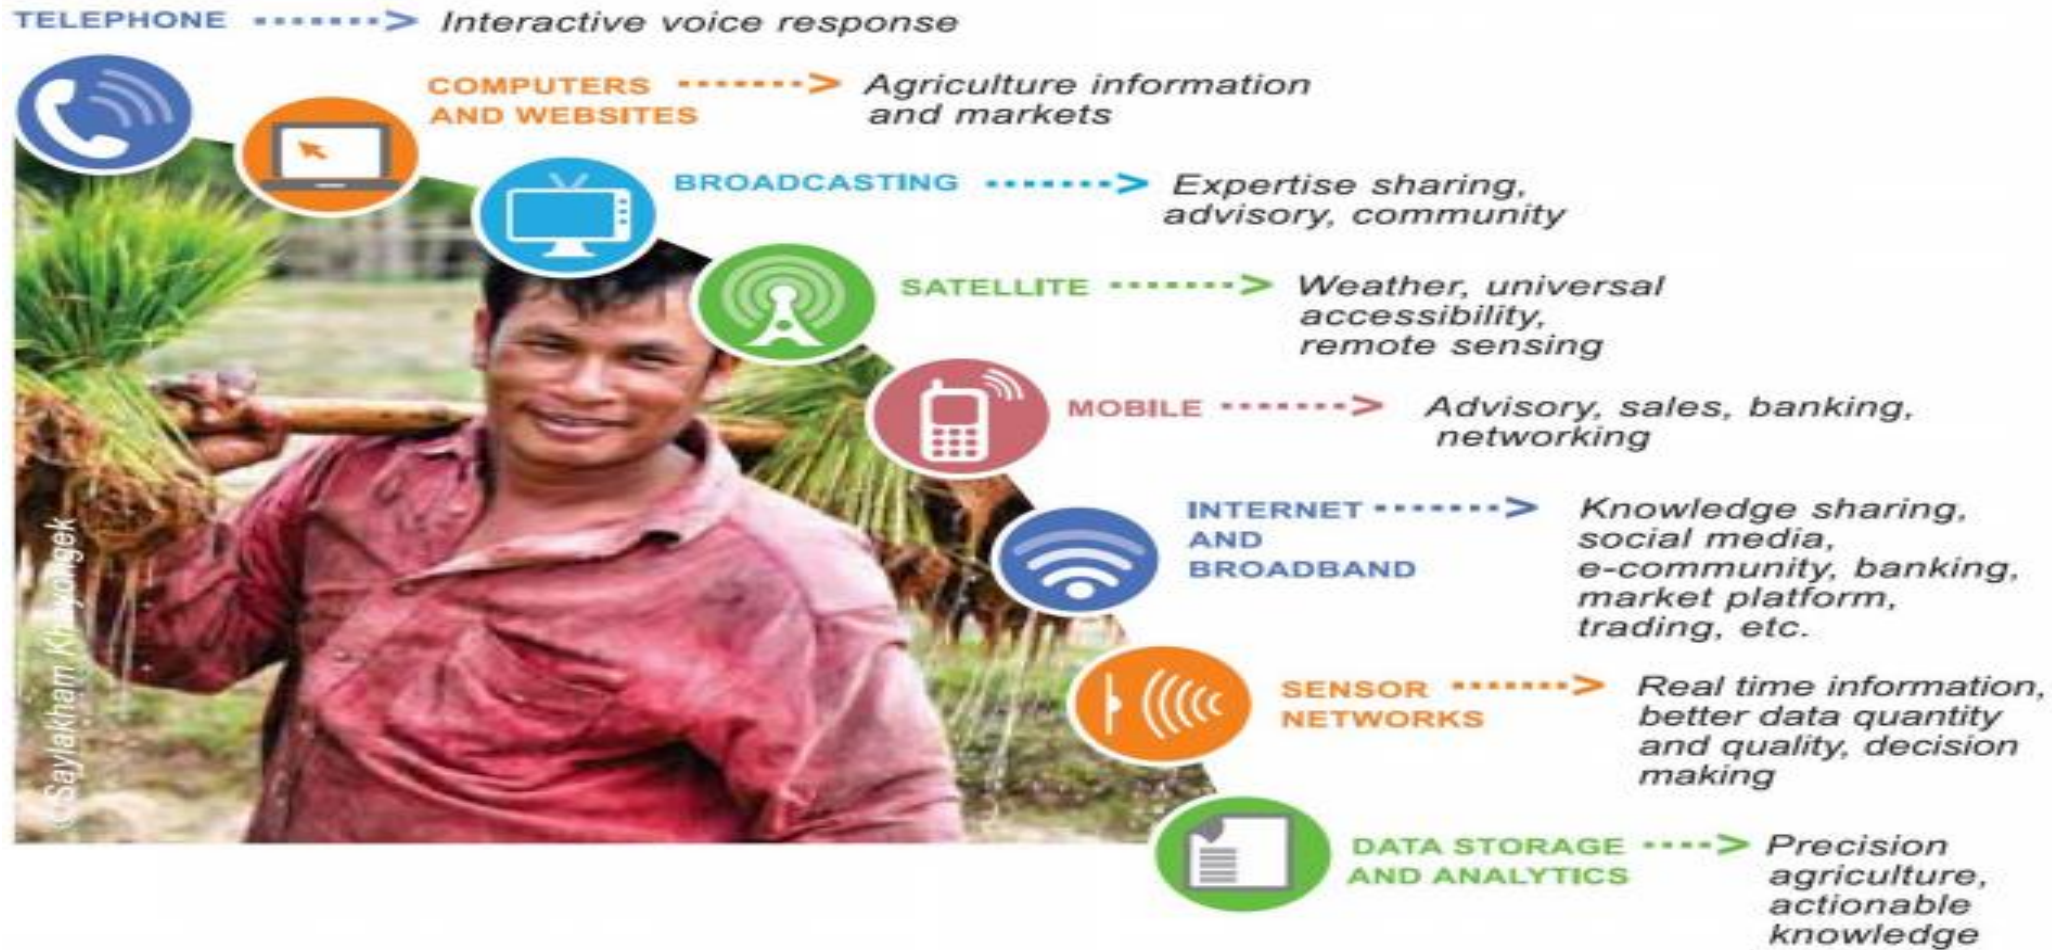 TELEPHONE -------> Interactive voice response
COMPUTERS -------> Agriculture information
AND WEBSITES and markets
BROADCASTING -------> Expertise sharing,
advisory, community
SATELLITE -------> Weather, universal
accessibility,
remote sensing
MOBILE -------> Advisory, sales, banking,
networking
INTERNET -------> Knowledge sharing,
AND social media,
BROADBAND e-community, banking,
market platform,
trading, etc.
SENSOR -------> Real time information,
NETWORKS better data quantity
and quality, decision
making
DATA STORAGE ----> Precision
AND ANALYTICS agriculture,
actionable
knowledge
©Saylakham